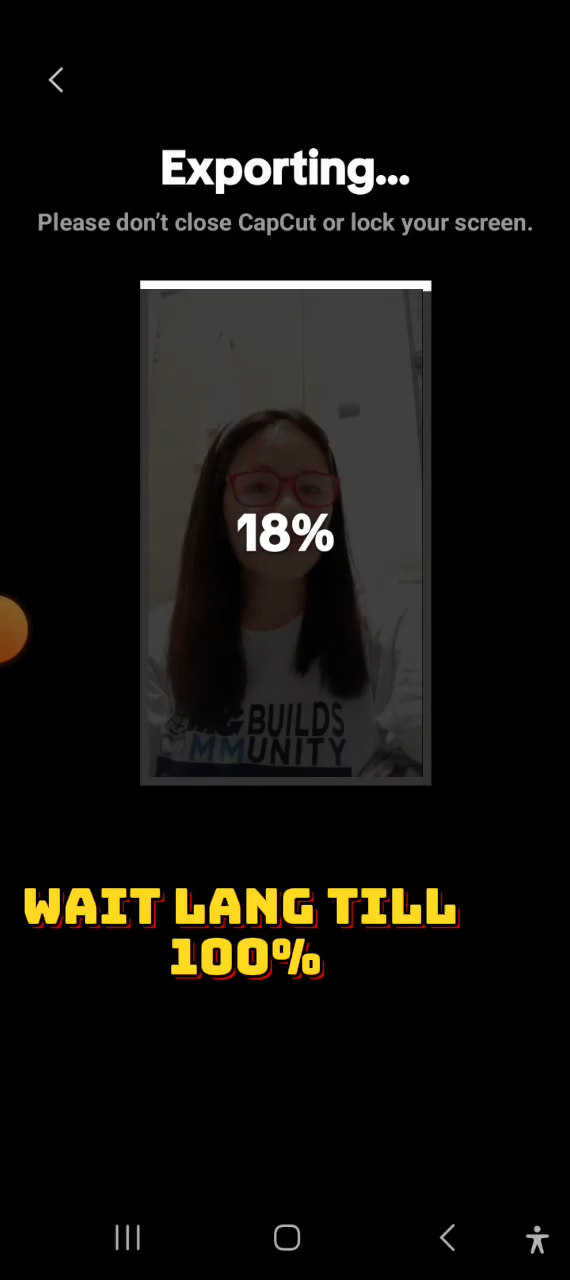 Exporting...
Please don't close CapCut or lock your screen.
18%
BUILDS
MMUNITY
WAIT LANG TILL
100%